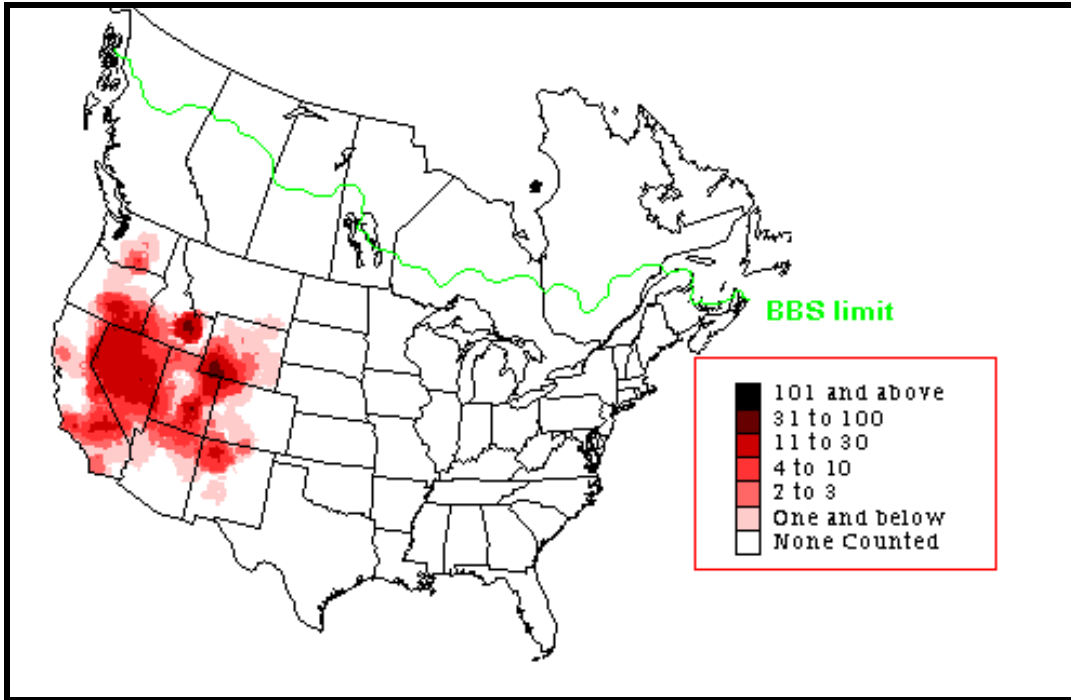 BBS limit
101 and above
31 to 100
11 to 30
4 to 10
2 to 3
One and below
None Counted